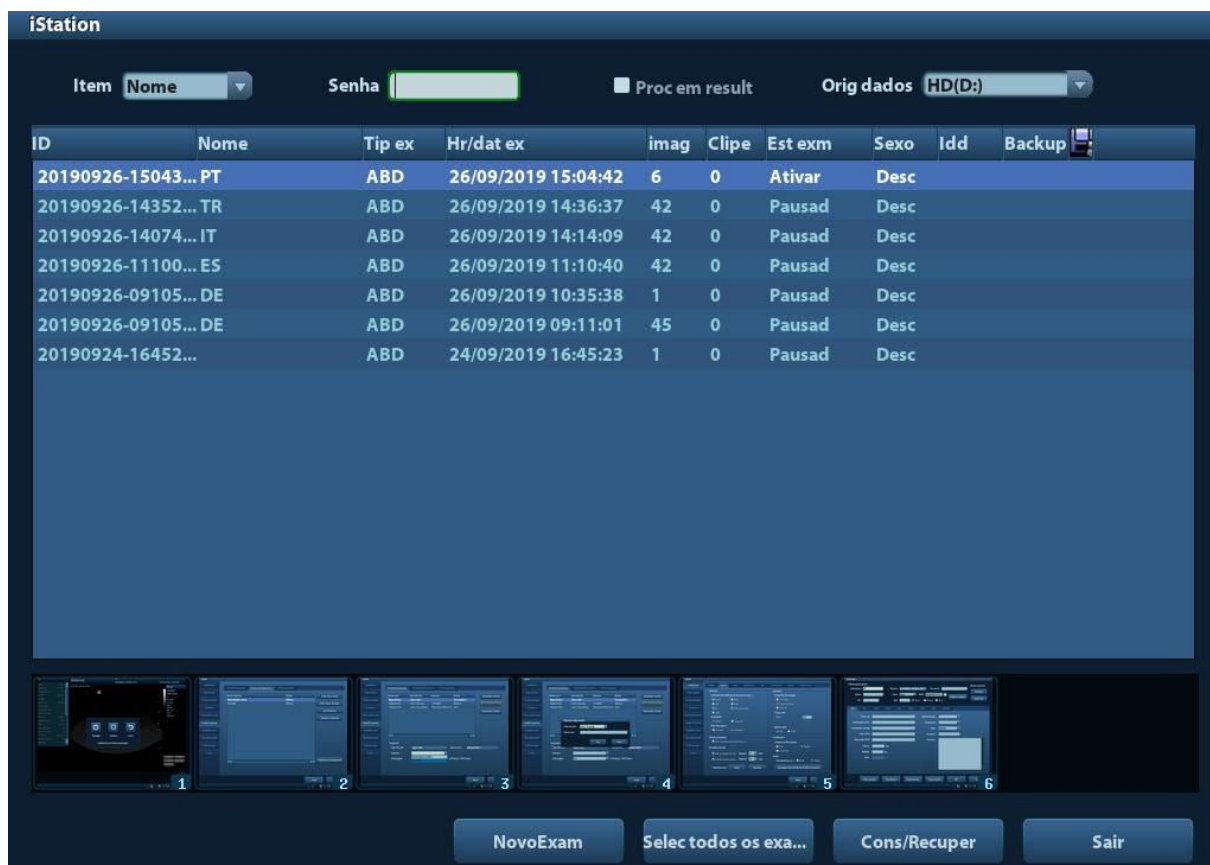 iStation
Item Nome Senha Proc em result Orig dados HD(D:)
ID Nome Tip ex Hr/dat ex imag Clipe Est exm Sexo Idd Backup
20190926-15043... PT ABD 26/09/2019 15:04:42 6 0 Ativar Desc
20190926-14352... TR ABD 26/09/2019 14:36:37 42 0 Pausad Desc
20190926-14074... IT ABD 26/09/2019 14:14:09 42 0 Pausad Desc
20190926-11100... ES ABD 26/09/2019 11:10:40 42 0 Pausad Desc
20190926-09105... DE ABD 26/09/2019 10:35:38 1 0 Pausad Desc
20190926-09105... DE ABD 26/09/2019 09:11:01 45 0 Pausad Desc
20190924-16452... ABD 24/09/2019 16:45:23 1 0 Pausad Desc
1 2 3 4 5 6
NovoExam Selec todos os exa... Cons/Recuper Sair